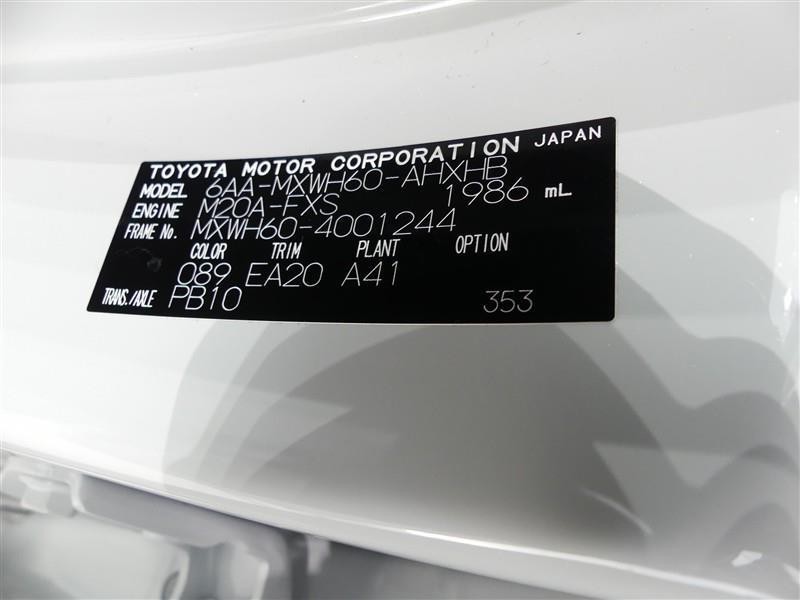 TOYOTA MOTOR CORPORATION JAPAN
MODEL 6AA-MXWH60-AHXHB
ENGINE M20A-FXS 1986 mL
FRAME No. MXWH60-4001244
COLOR TRIM PLANT OPTION
089 EA20 A41
TRANS./AXLE PB10 353